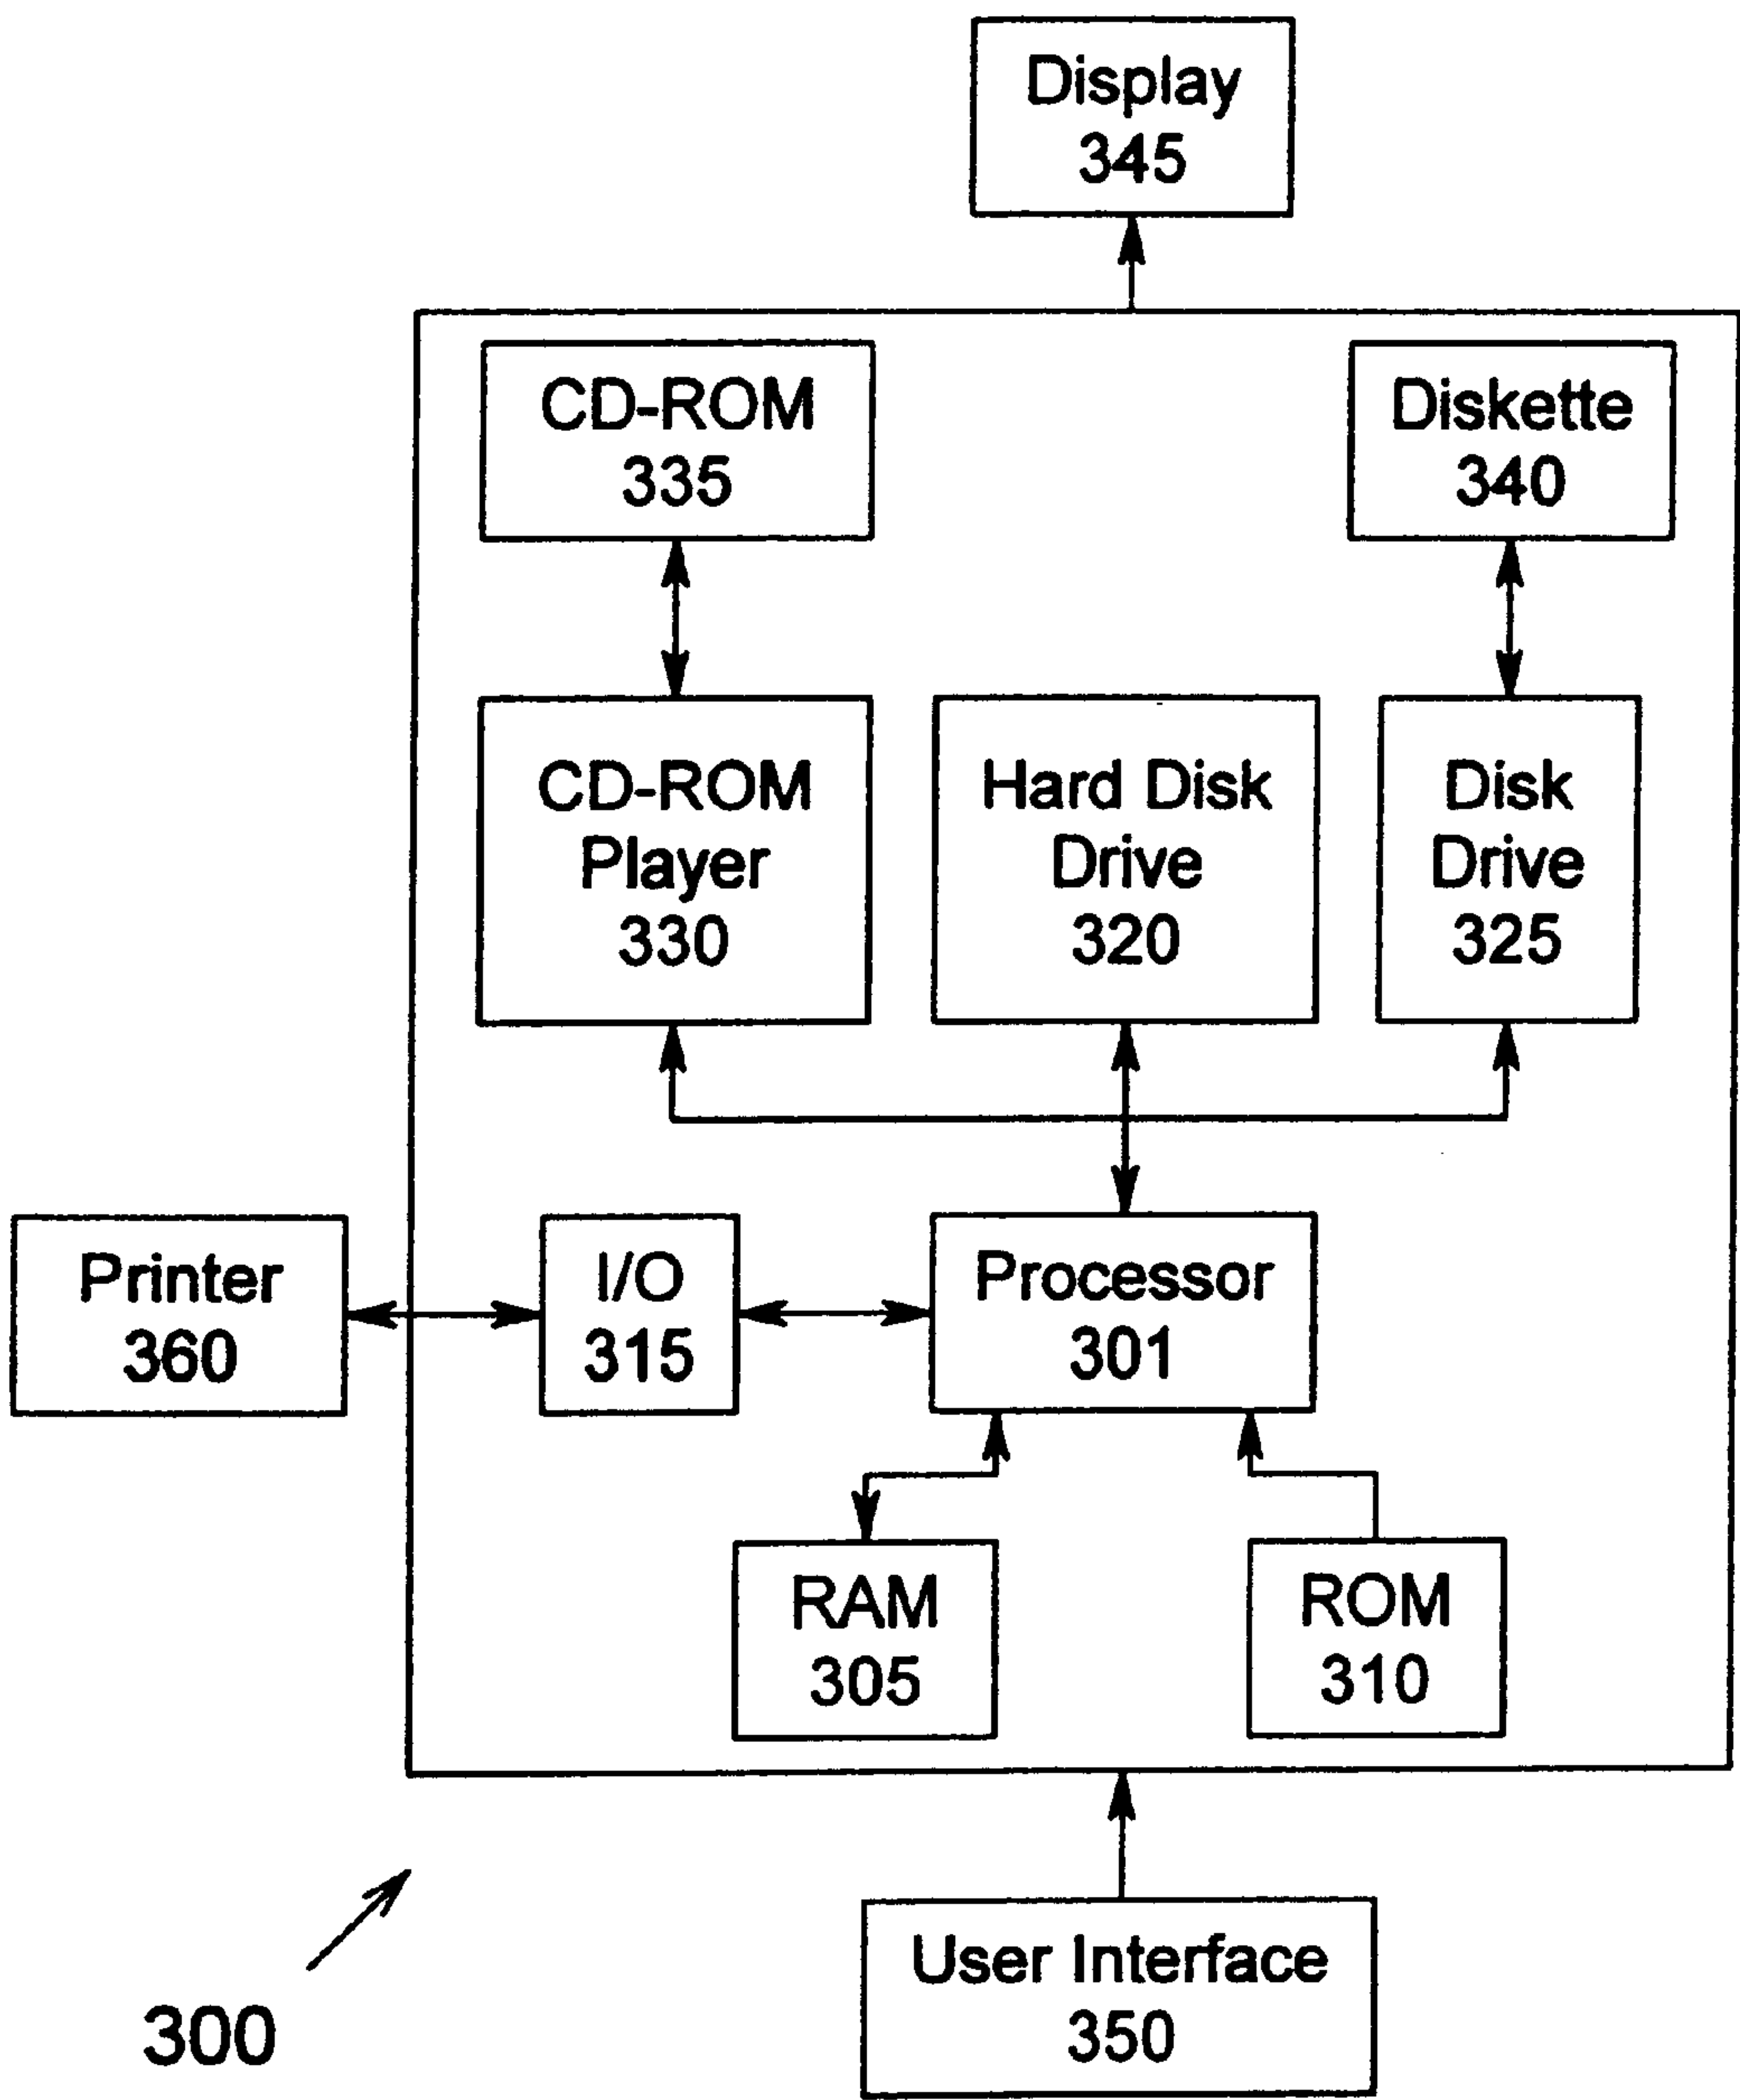 Display
345
CD-ROM
335
Diskette
340
CD-ROM
Player
330
Hard Disk
Drive
320
Disk
Drive
325
Printer
360
I/O
315
Processor
301
RAM
305
ROM
310
User Interface
350
300